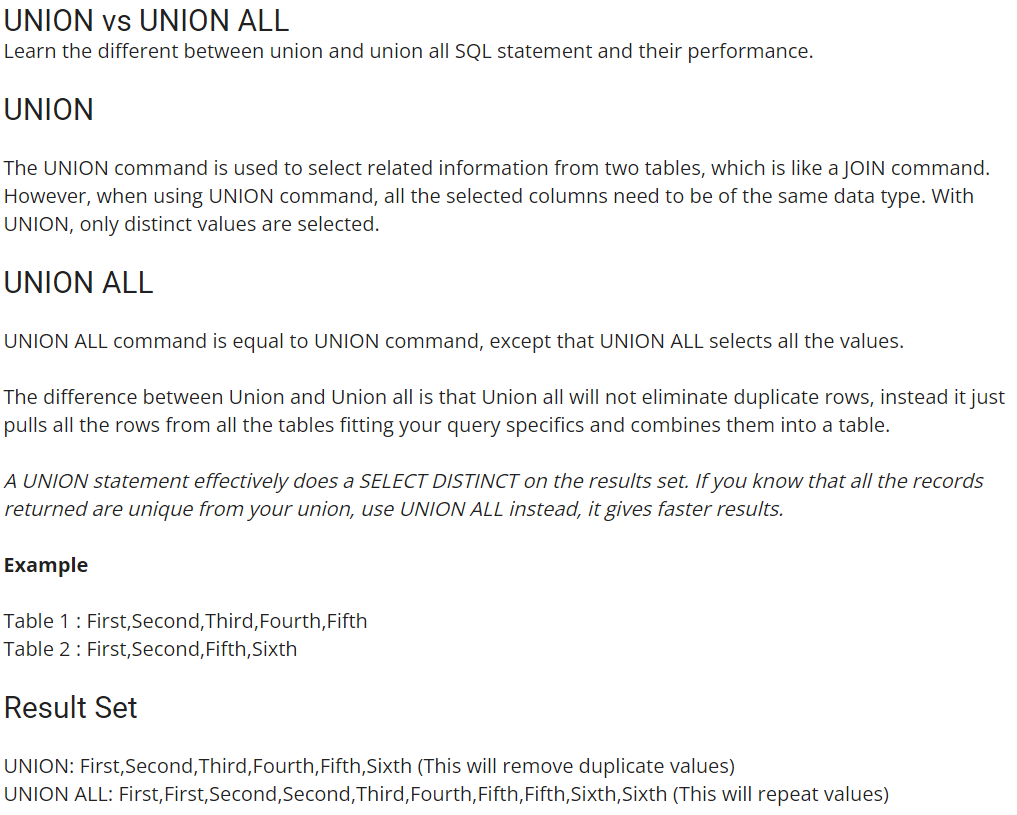 UNION vs UNION ALL
Learn the different between union and union all SQL statement and their performance.
UNION
The UNION command is used to select related information from two tables, which is like a JOIN command.
However, when using UNION command, all the selected columns need to be of the same data type. With
UNION, only distinct values are selected.
UNION ALL
UNION ALL command is equal to UNION command, except that UNION ALL selects all the values.
The difference between Union and Union all is that Union all will not eliminate duplicate rows, instead it just
pulls all the rows from all the tables fitting your query specifics and combines them into a table.
A UNION statement effectively does a SELECT DISTINCT on the results set. If you know that all the records
returned are unique from your union, use UNION ALL instead, it gives faster results.
Example
Table 1 : First,Second,Third,Fourth,Fifth
Table 2 : First,Second,Fifth,Sixth
Result Set
UNION: First,Second,Third,Fourth,Fifth,Sixth (This will remove duplicate values)
UNION ALL: First,First,Second,Second,Third,Fourth,Fifth,Fifth,Sixth,Sixth (This will repeat values)